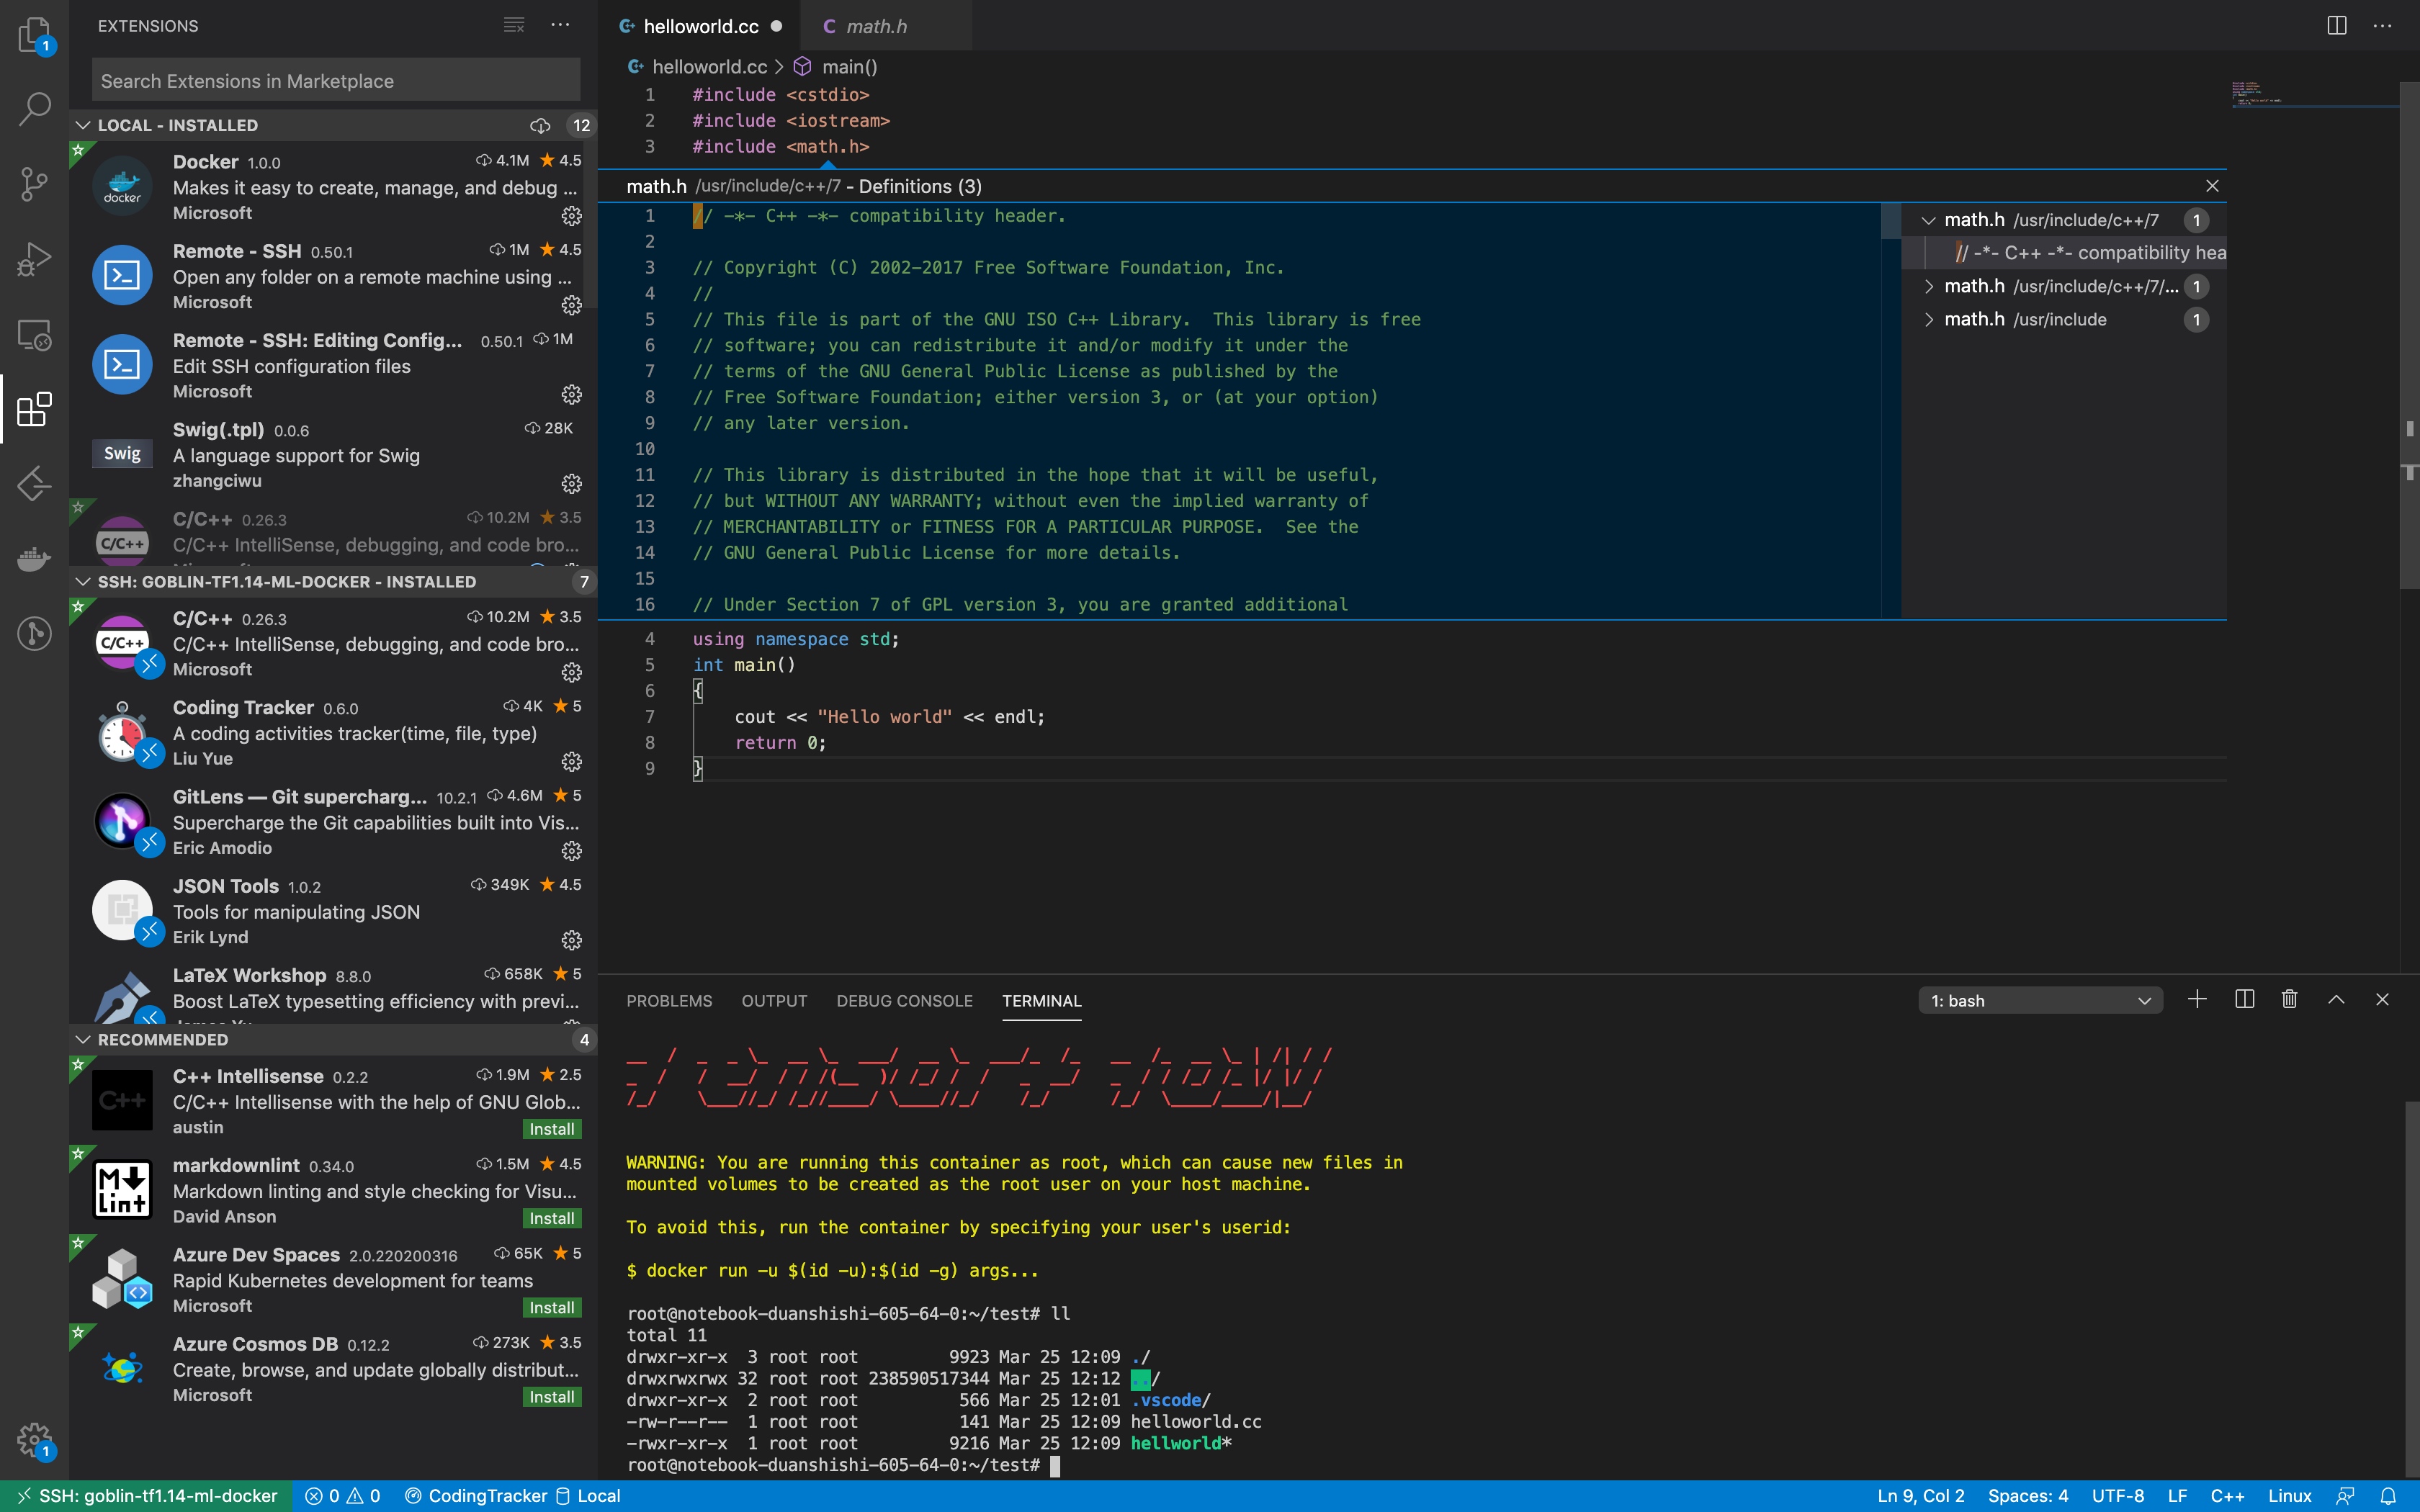 EXTENSIONS
Search Extensions in Marketplace
LOCAL - INSTALLED 12
Docker 1.0.0 4.1M 4.5
Makes it easy to create, manage, and debug ...
Microsoft
docker
Remote - SSH 0.50.1 1M 4.5
Open any folder on a remote machine using ...
Microsoft
Remote - SSH: Editing Config... 0.50.1 1M
Edit SSH configuration files
Microsoft
Swig(.tpl) 0.0.6 28K
Swig
A language support for Swig
zhangciwu
C/C++ 0.26.3 10.2M 3.5
C/C++
C/C++ IntelliSense, debugging, and code bro...
SSH: GOBLIN-TF1.14-ML-DOCKER - INSTALLED 7
C/C++ 0.26.3 10.2M 3.5
C/C++
C/C++ IntelliSense, debugging, and code bro...
Microsoft
Coding Tracker 0.6.0 4K 5
A coding activities tracker(time, file, type)
Liu Yue
GitLens — Git supercharg... 10.2.1 4.6M 5
Supercharge the Git capabilities built into Vis...
Eric Amodio
JSON Tools 1.0.2 349K 4.5
Tools for manipulating JSON
Erik Lynd
LaTeX Workshop 8.8.0 658K 5
Boost LaTeX typesetting efficiency with previ...
RECOMMENDED 4
C++ Intellisense 0.2.2 1.9M 2.5
C++
C/C++ Intellisense with the help of GNU Glob...
austin Install
markdownlint 0.34.0 1.5M 4.5
M Lint
Markdown linting and style checking for Visu...
David Anson Install
Azure Dev Spaces 2.0.220200316 65K 5
Rapid Kubernetes development for teams
Microsoft Install
Azure Cosmos DB 0.12.2 273K 3.5
Create, browse, and update globally distribut...
Microsoft Install
1
1
helloworld.cc ● C math.h
helloworld.cc > main()
1 #include <cstdio>
2 #include <iostream>
3 #include <math.h>
math.h /usr/include/c++/7 - Definitions (3)
1 // -*- C++ -*- compatibility header.
2
3 // Copyright (C) 2002-2017 Free Software Foundation, Inc.
4 //
5 // This file is part of the GNU ISO C++ Library.  This library is free
6 // software; you can redistribute it and/or modify it under the
7 // terms of the GNU General Public License as published by the
8 // Free Software Foundation; either version 3, or (at your option)
9 // any later version.
10
11 // This library is distributed in the hope that it will be useful,
12 // but WITHOUT ANY WARRANTY; without even the implied warranty of
13 // MERCHANTABILITY or FITNESS FOR A PARTICULAR PURPOSE.  See the
14 // GNU General Public License for more details.
15
16 // Under Section 7 of GPL version 3, you are granted additional
math.h /usr/include/c++/7 1
// -*- C++ -*- compatibility hea
math.h /usr/include/c++/7/... 1
math.h /usr/include 1
4 using namespace std;
5 int main()
6 {
7     cout << "Hello world" << endl;
8     return 0;
9 }
PROBLEMS OUTPUT DEBUG CONSOLE TERMINAL 1: bash
WARNING: You are running this container as root, which can cause new files in
mounted volumes to be created as the root user on your host machine.
To avoid this, run the container by specifying your user's userid:
$ docker run -u $(id -u):$(id -g) args...
root@notebook-duanshishi-605-64-0:~/test# ll
total 11
drwxr-xr-x  3 root root         9923 Mar 25 12:09 ./
drwxrwxrwx 32 root root 238590517344 Mar 25 12:12 ../
drwxr-xr-x  2 root root          566 Mar 25 12:01 .vscode/
-rw-r--r--  1 root root          141 Mar 25 12:09 helloworld.cc
-rwxr-xr-x  1 root root         9216 Mar 25 12:09 hellworld*
root@notebook-duanshishi-605-64-0:~/test#
SSH: goblin-tf1.14-ml-docker 0 0 CodingTracker Local Ln 9, Col 2 Spaces: 4 UTF-8 LF C++ Linux